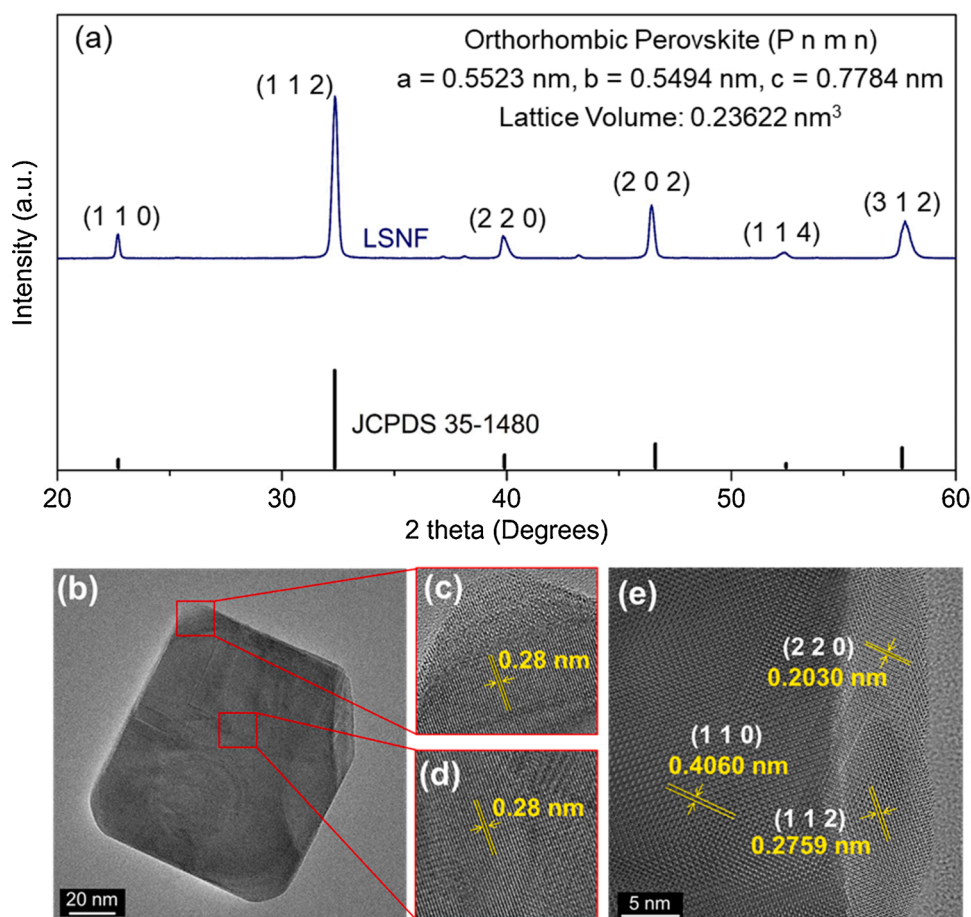 (a)
Orthorhombic Perovskite (P n m n)
a = 0.5523 nm, b = 0.5494 nm, c = 0.7784 nm
Lattice Volume: 0.23622 nm³
(1 1 2)
(1 1 0)
(2 2 0)
(2 0 2)
(1 1 4)
(3 1 2)
LSNF
Intensity (a.u.)
JCPDS 35-1480
20
30
40
50
60
2 theta (Degrees)
(b)
20 nm
(c)
0.28 nm
(d)
0.28 nm
(e)
(2 2 0)
0.2030 nm
(1 1 0)
0.4060 nm
(1 1 2)
0.2759 nm
5 nm